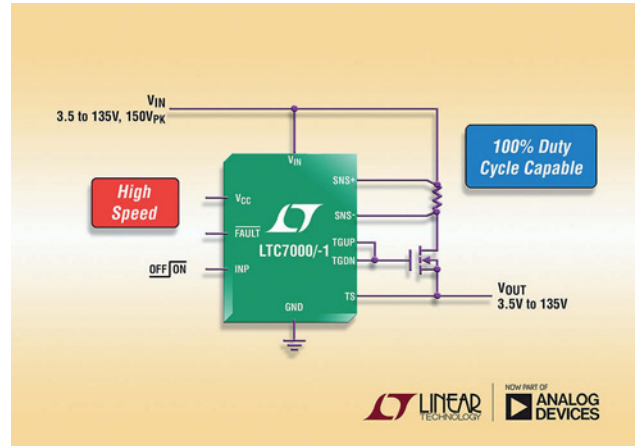 VIN
3.5 to 135V, 150VPK
100% Duty
Cycle Capable
High
Speed
VIN
SNS+
VCC
SNS-
FAULT
LTC7000/-1
TGUP
TGDN
OFF ON
INP
TS
GND
VOUT
3.5V to 135V
LINEAR
TECHNOLOGY
NOW PART OF
ANALOG
DEVICES